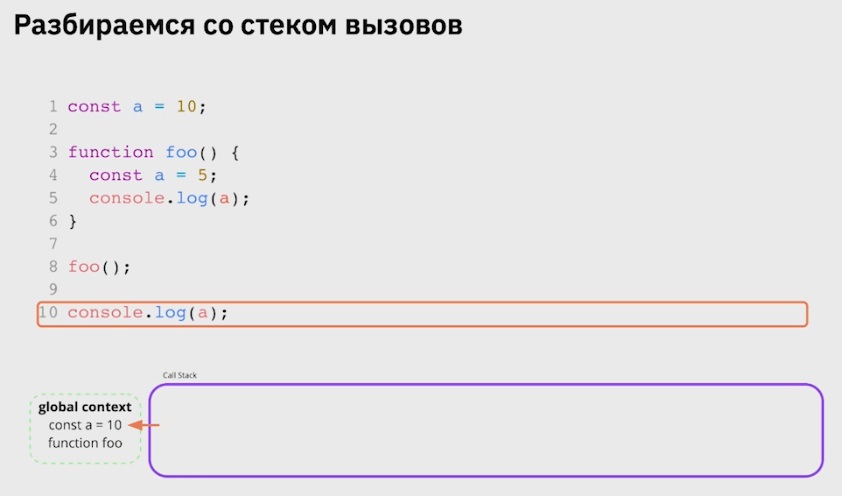 Разбираемся со стеком вызовов
1 const a = 10;
2
3 function foo() {
4   const a = 5;
5   console.log(a);
6 }
7
8 foo();
9
10 console.log(a);
Call Stack
global context
const a = 10
function foo